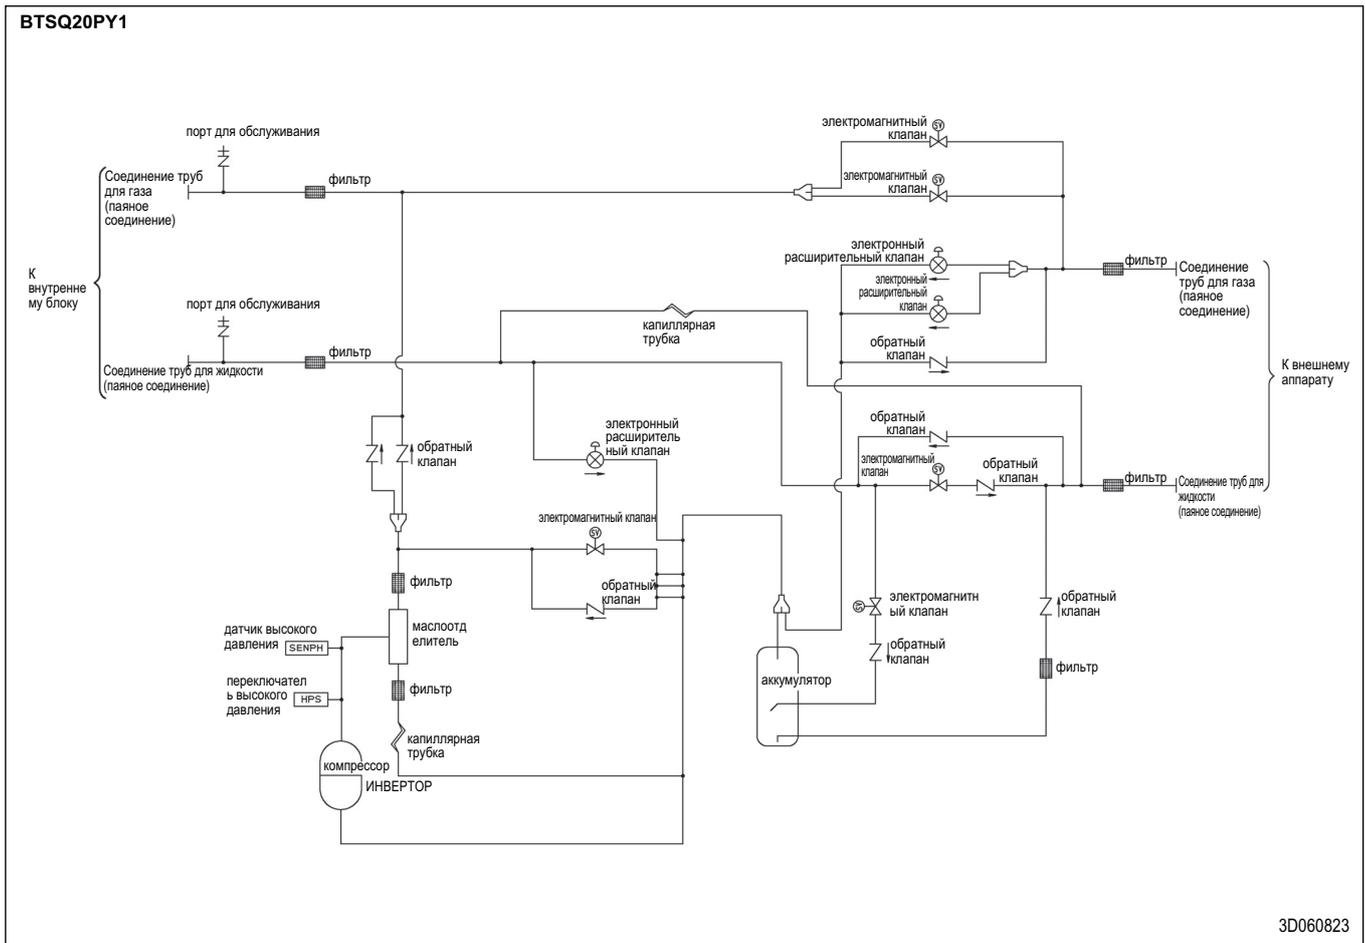 BTSQ20PY1
порт для обслуживания
Соединение труб
для газа
(паяное
соединение)
фильтр
К
внутренне
му блоку
порт для обслуживания
фильтр
Соединение труб для жидкости
(паяное соединение)
электромагнитный
клапан
SV
электромагнитный
клапан
SV
электронный
расширительный клапан
электронный
расширительный
клапан
фильтр
Соединение
труб для газа
(паяное
соединение)
капиллярная
трубка
обратный
клапан
К внешнему
аппарату
обратный
клапан
электронный
расширитель
ный клапан
обратный
клапан
электромагнитный
клапан
SV
обратный
клапан
фильтр
Соединение труб для
жидкости
(паяное соединение)
электромагнитный клапан
SV
фильтр
обратный
клапан
электромагнитн
ый клапан
SV
обратный
клапан
датчик высокого
давления
SENPH
маслоотд
елитель
обратный
клапан
фильтр
переключател
ь высокого
давления
HPS
фильтр
аккумулятор
капиллярная
трубка
компрессор
ИНВЕРТОР
3D060823